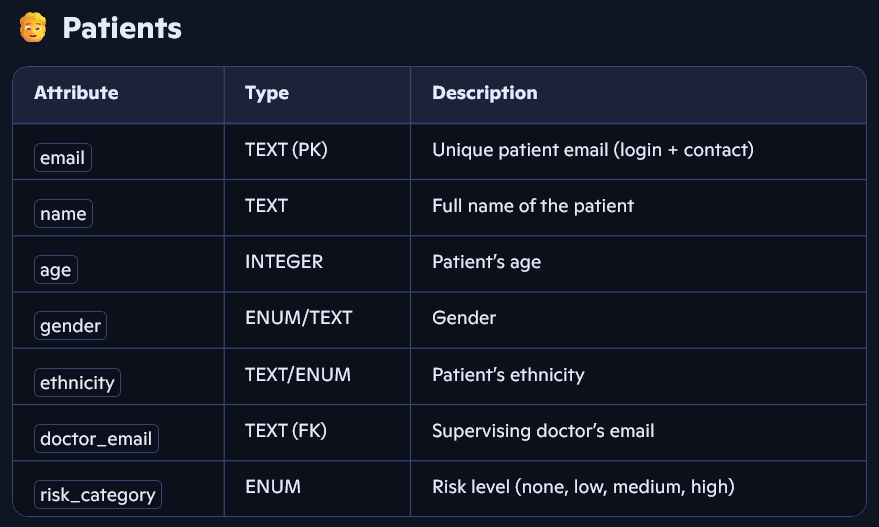 Patients
Attribute Type Description
email TEXT (PK) Unique patient email (login + contact)
name TEXT Full name of the patient
age INTEGER Patient’s age
gender ENUM/TEXT Gender
ethnicity TEXT/ENUM Patient’s ethnicity
doctor_email TEXT (FK) Supervising doctor’s email
risk_category ENUM Risk level (none, low, medium, high)